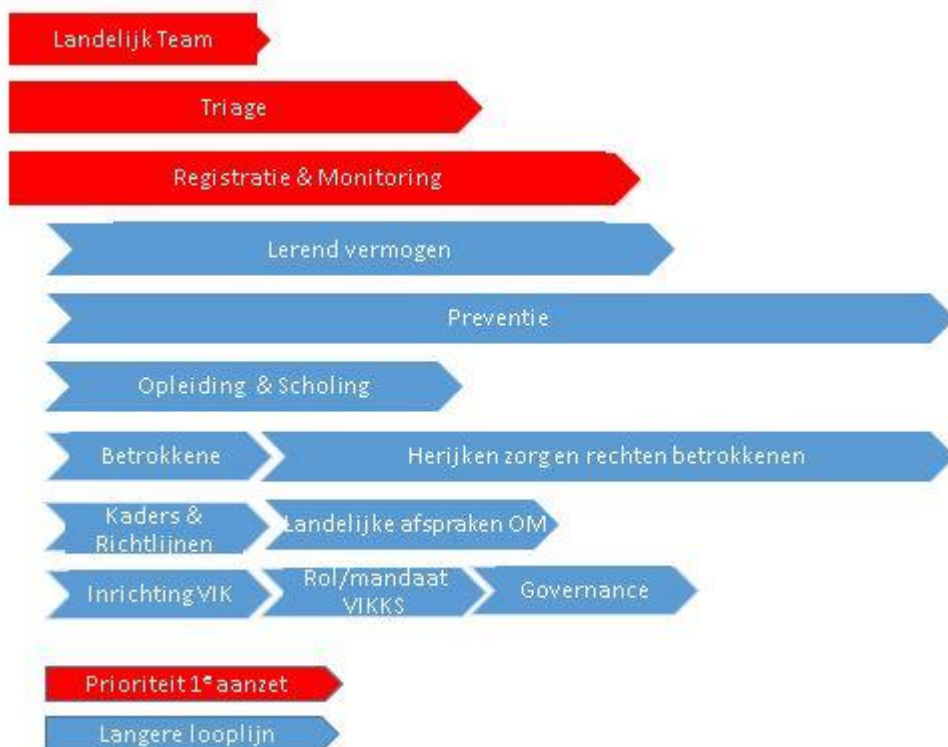 Landelijk Team
Triage
Registratie & Monitoring
Lerend vermogen
Preventie
Opleiding & Scholing
Betrokkene
Herijken zorg en rechten betrokkenen
Kaders &
Richtlijnen
Landelijke afspraken OM
Inrichting VIK
Rol/mandaat
VIKKS
Governance
Prioriteit 1e aanzet
Langere looplijn